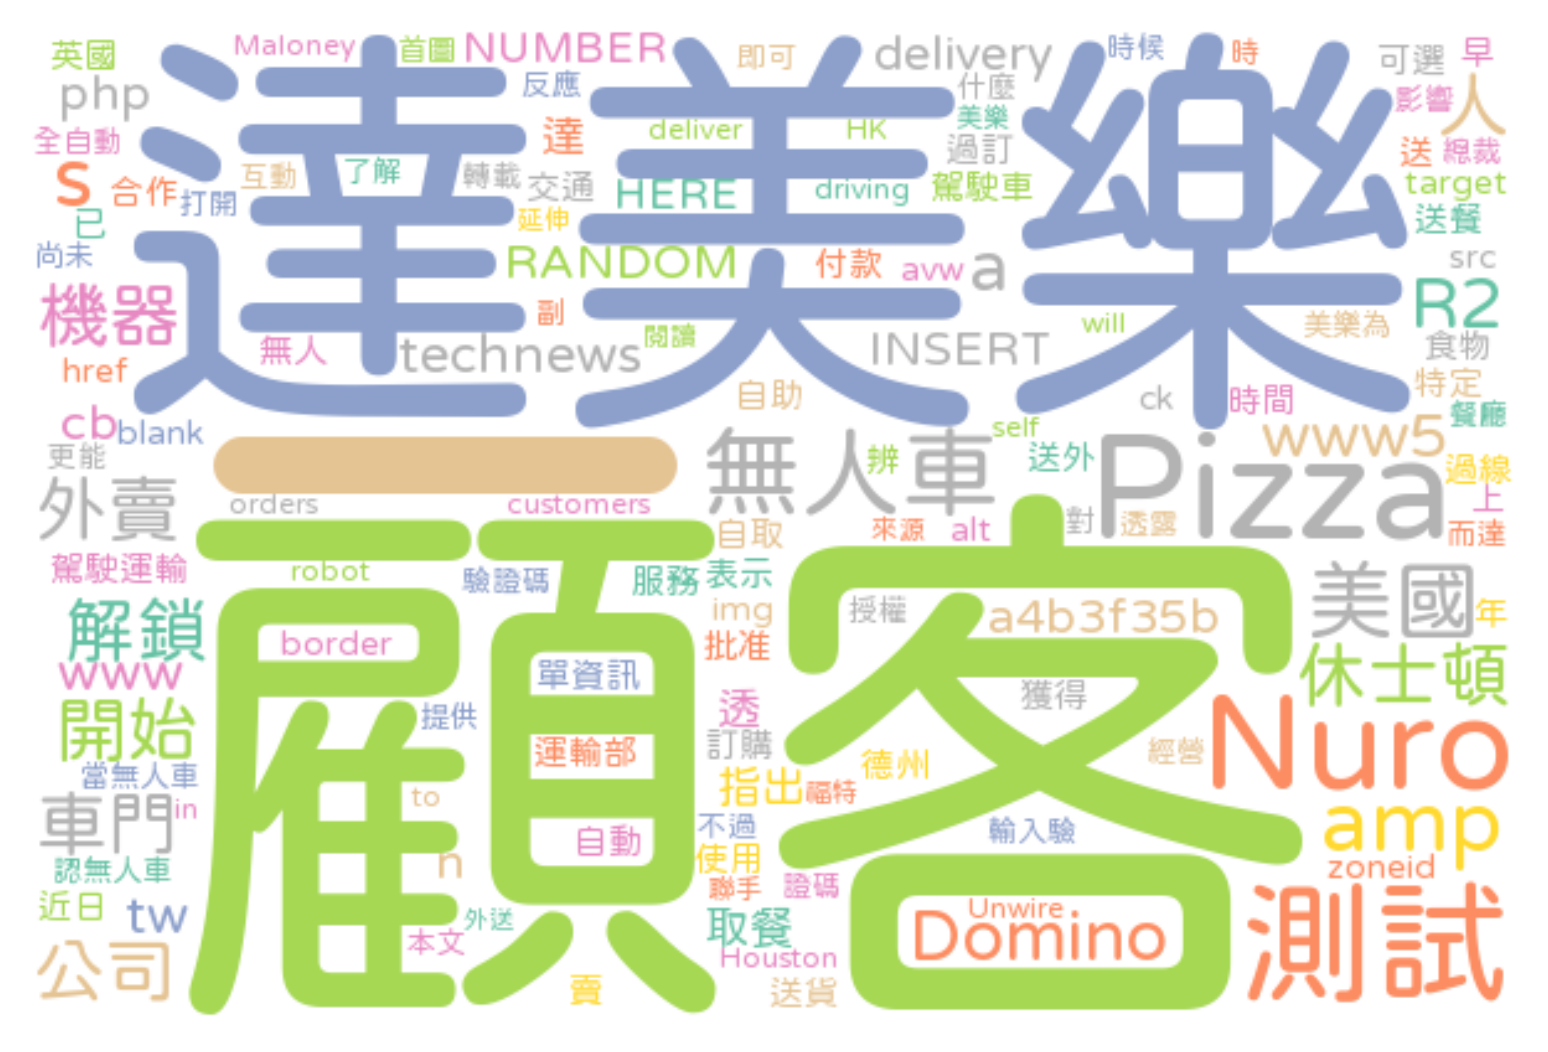 英國 Maloney 首圖 NUMBER 即可 delivery 時候 時 可選 早
php 反應 什麼 影響 人
達美樂
全自動 達 deliver HK 美樂 過訂 送 總裁
S 合作 互動 了解 轉載 交通 HERE driving 駕駛車 target
已 打開 延伸 送餐
尚未 RANDOM 付款 avw a src
機器 副 R2
無人 technews 閱讀 INSERT will 美樂為 食物
href 自助 ck 時間 特定
cb blank self www5 餐廳
更能 一 無人車 辨 送外 Pizza 過線
外賣 orders customers 自取 來源 alt 對 透露 上 而達
顧客
駕駛運輸 robot 驗證碼 服務 表示 美國
解鎖 border img 授權 a4b3f35b 年
www 單資訊 批准 休士頓
開始 提供 透 獲得 Nuro
運輸部 訂購 經營
當無人車 to 指出 福特 德州
車門 in 自動 不過 輸入驗 amp
認無人車 n 使用 zoneid
近日 tw 外送 聯手 證碼 Unwire
公司 本文 取餐 Domino 測試
賣 Houston 送貨